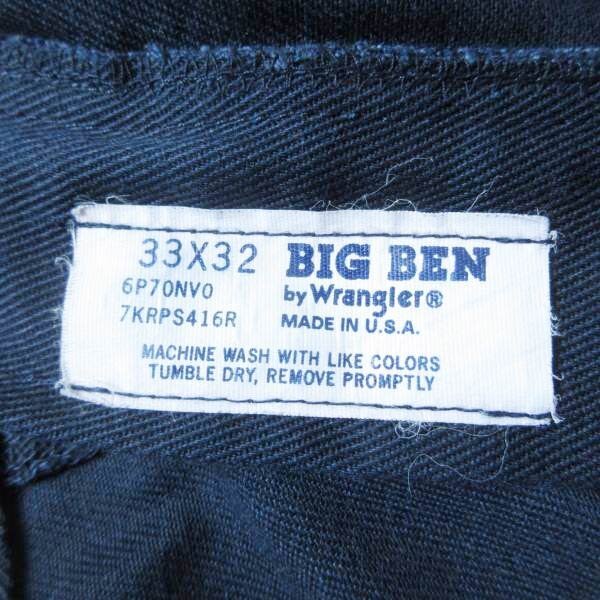 33X32 BIG BEN
6P70NV0 by Wrangler®
7KRPS416R MADE IN U.S.A.
MACHINE WASH WITH LIKE COLORS
TUMBLE DRY, REMOVE PROMPTLY